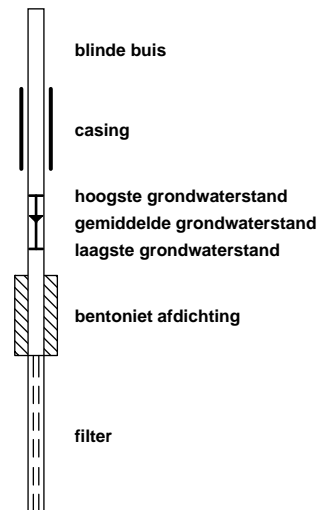 blinde buis
casing
hoogste grondwaterstand
gemiddelde grondwaterstand
laagste grondwaterstand
bentoniet afdichting
filter